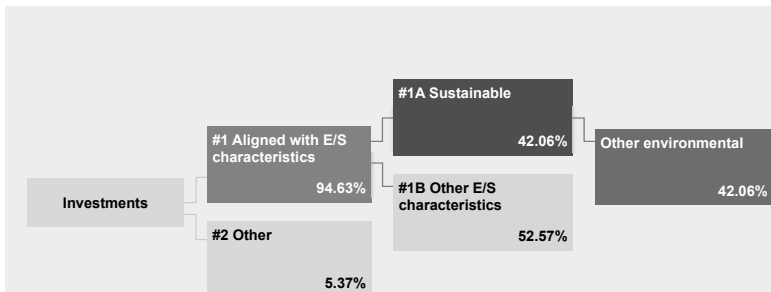 Investments
#1 Aligned with E/S
characteristics
94.63%
#2 Other
5.37%
#1A Sustainable
42.06%
#1B Other E/S
characteristics
52.57%
Other environmental
42.06%